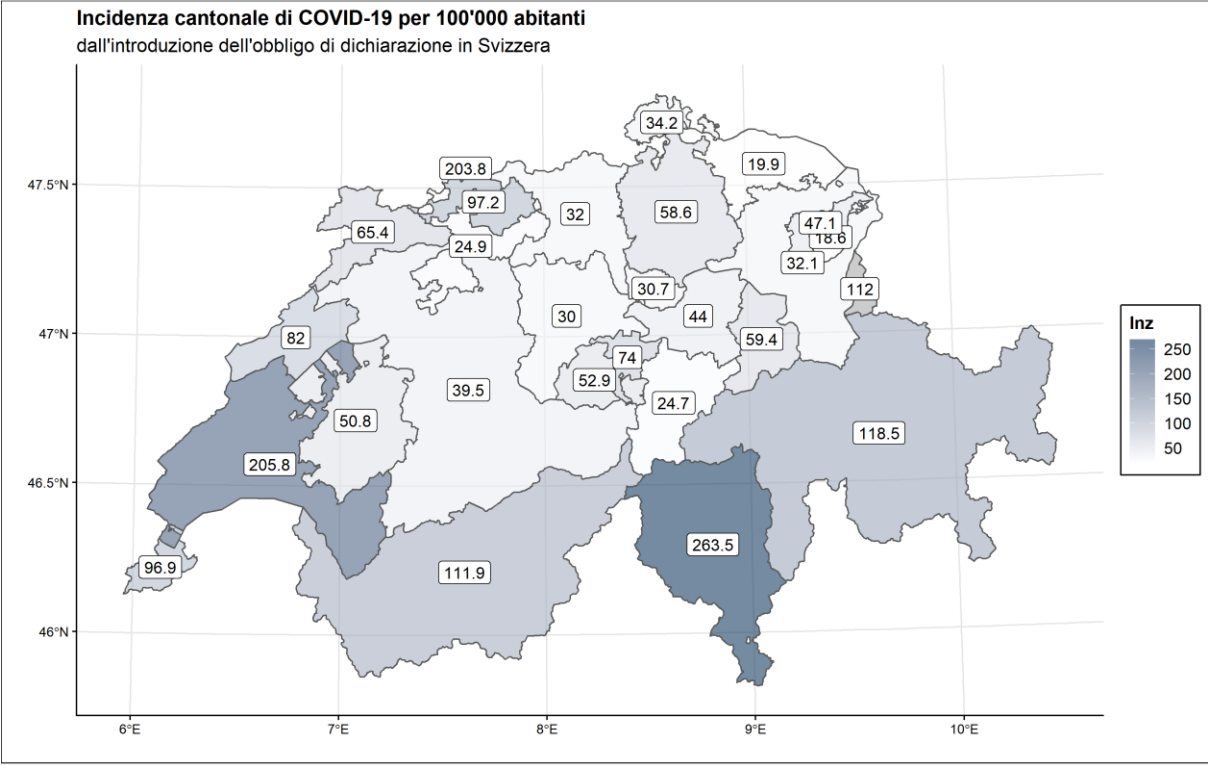 Incidenza cantonale di COVID-19 per 100'000 abitanti
dall'introduzione dell'obbligo di dichiarazione in Svizzera
34.2
203.8
19.9
47.5°N
97.2
32
58.6
47.1
65.4
18.6
24.9
32.1
30.7
112
30
44
47°N
82
59.4
74
52.9
39.5
24.7
50.8
118.5
205.8
46.5°N
263.5
96.9
111.9
46°N
6°E
7°E
8°E
9°E
10°E
Inz
250
200
150
100
50